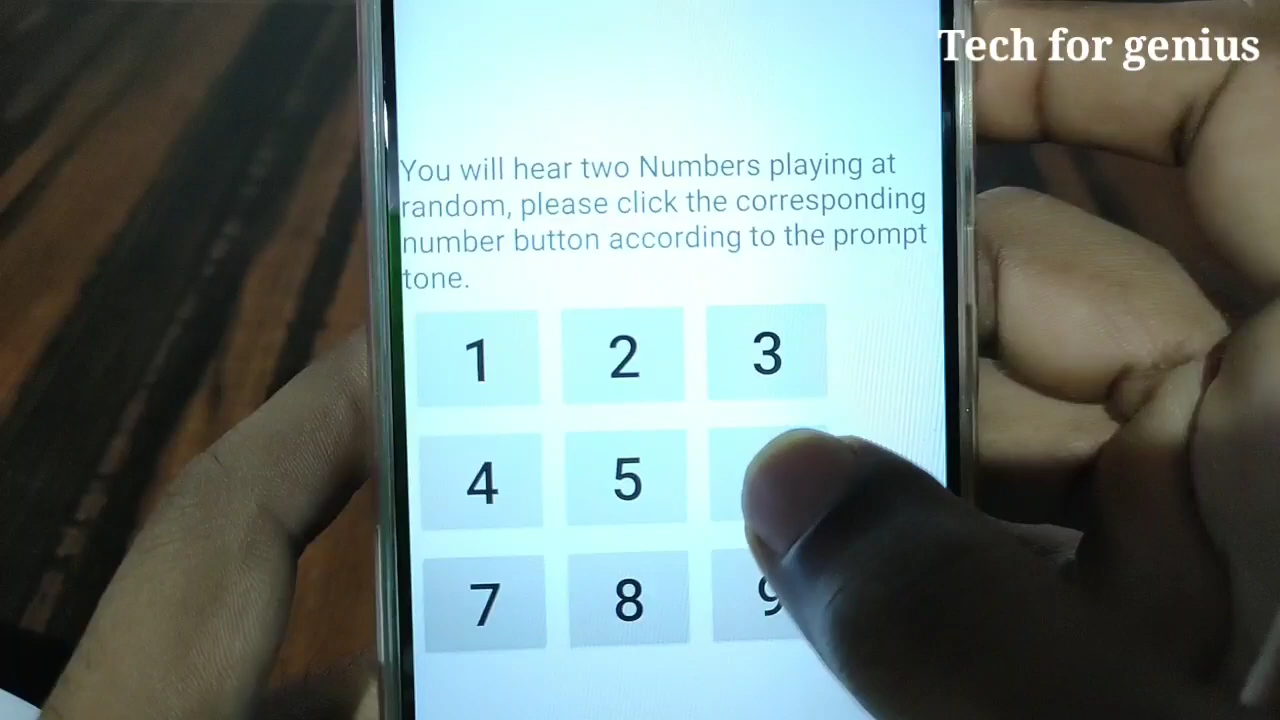 Tech for genius
You will hear two Numbers playing at
random, please click the corresponding
number button according to the prompt
tone.
1 2 3
4 5
7 8 9